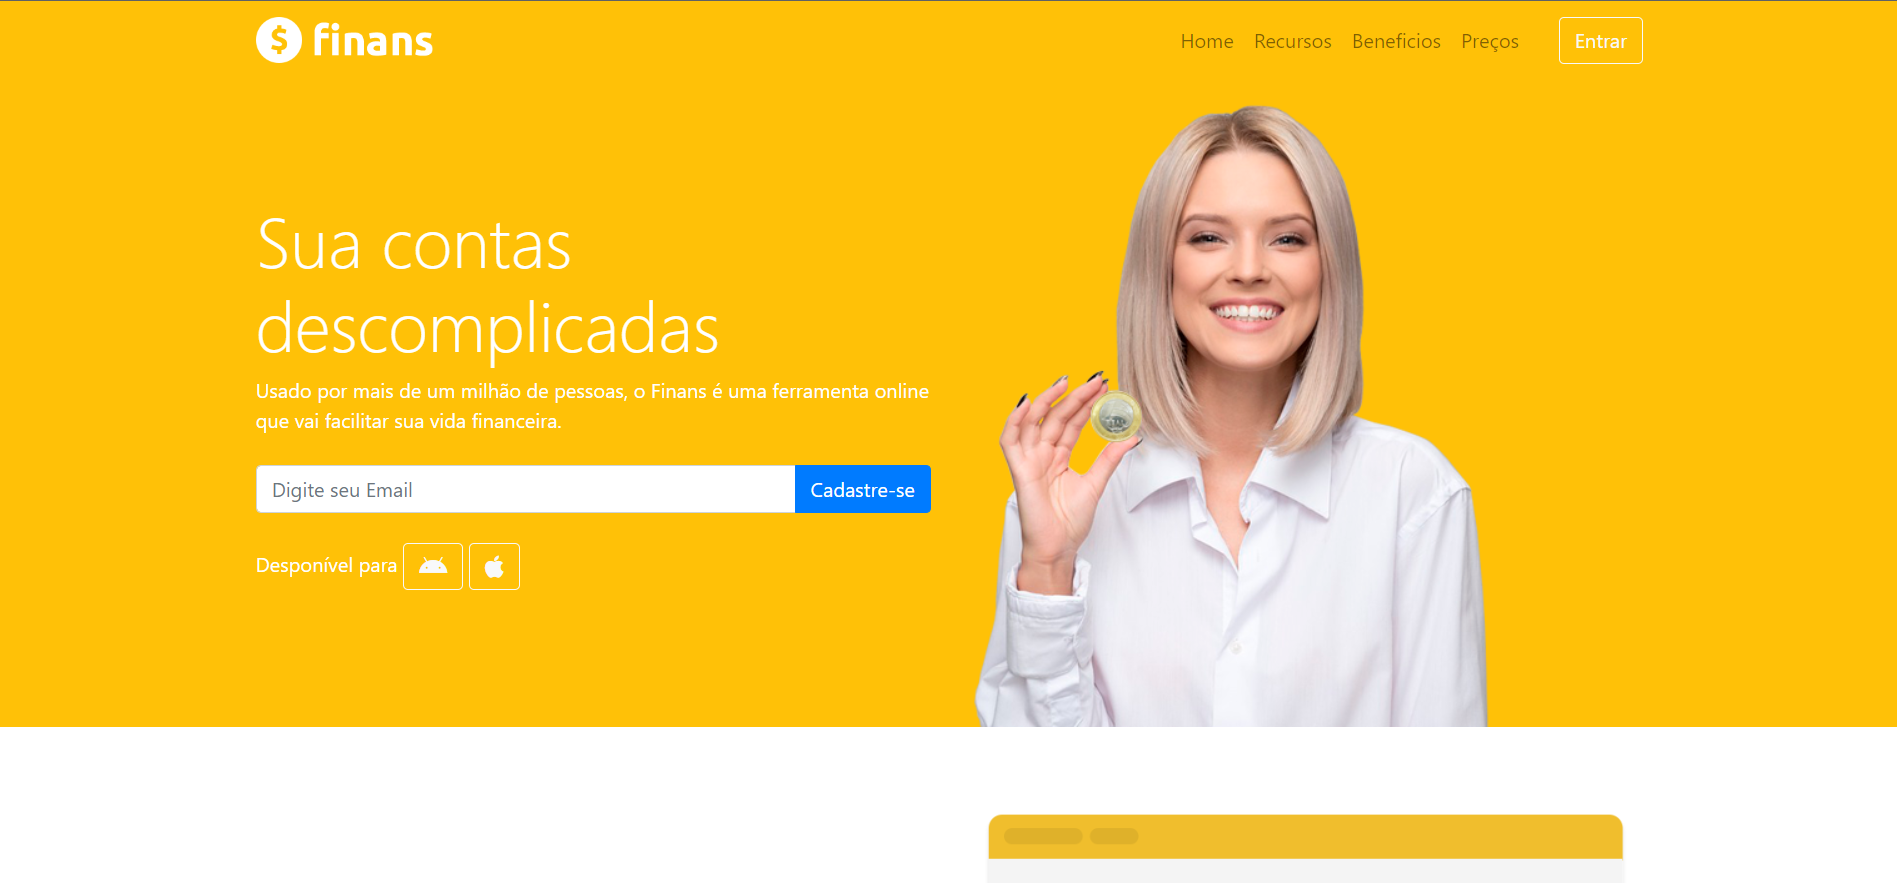 finans
Home Recursos Beneficios Preços Entrar
Sua contas
descomplicadas
Usado por mais de um milhão de pessoas, o Finans é uma ferramenta online
que vai facilitar sua vida financeira.
Digite seu Email Cadastre-se
Desponível para